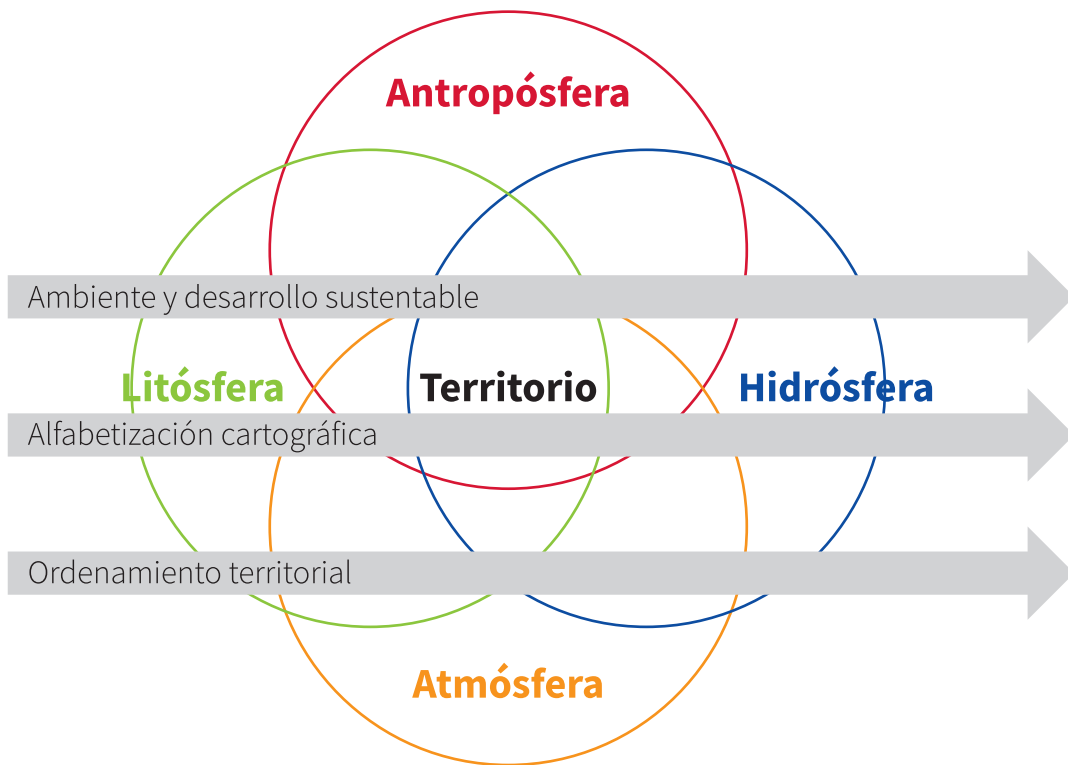 Antropósfera
Ambiente y desarrollo sustentable
Litósfera
Territorio
Hidrósfera
Alfabetización cartográfica
Ordenamiento territorial
Atmósfera